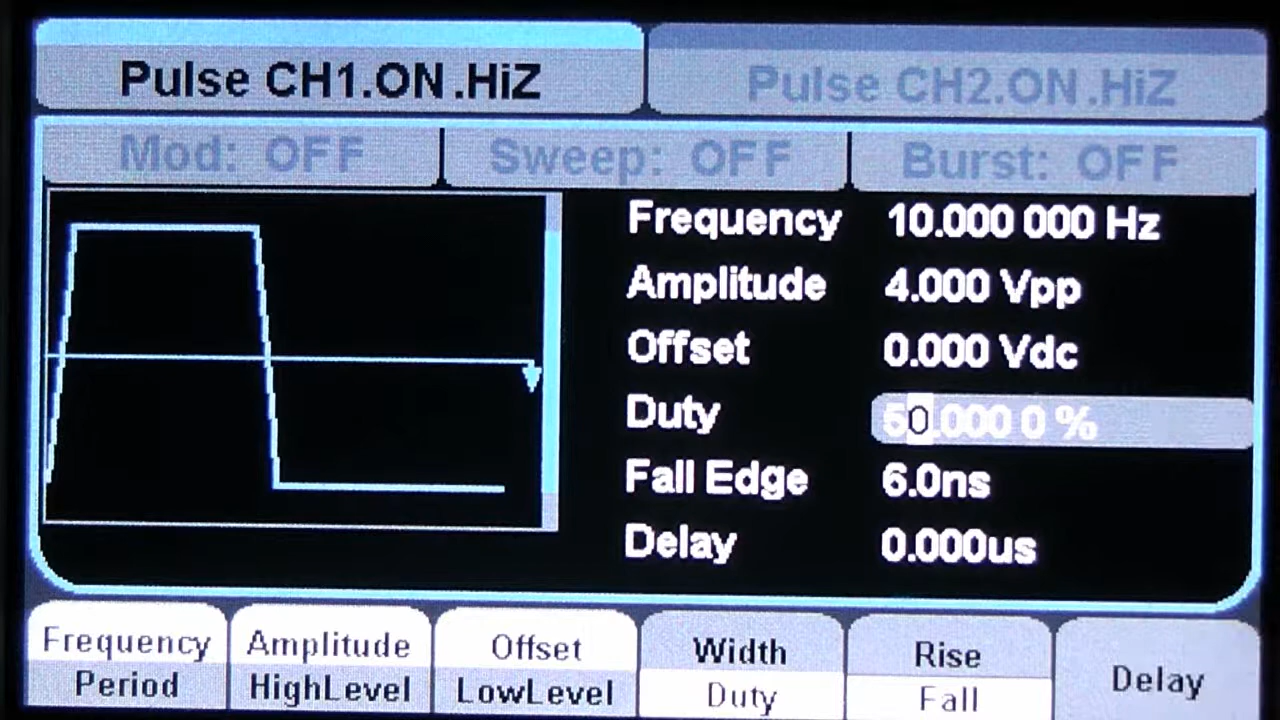 Pulse CH1.ON.HiZ
Pulse CH2.ON.HiZ
Mod: OFF
Sweep: OFF
Burst: OFF
Frequency 10.000 000 Hz
Amplitude 4.000 Vpp
Offset 0.000 Vdc
Duty 50.000 0 %
Fall Edge 6.0ns
Delay 0.000us
Frequency
Period
Amplitude
HighLevel
Offset
LowLevel
Width
Duty
Rise
Fall
Delay